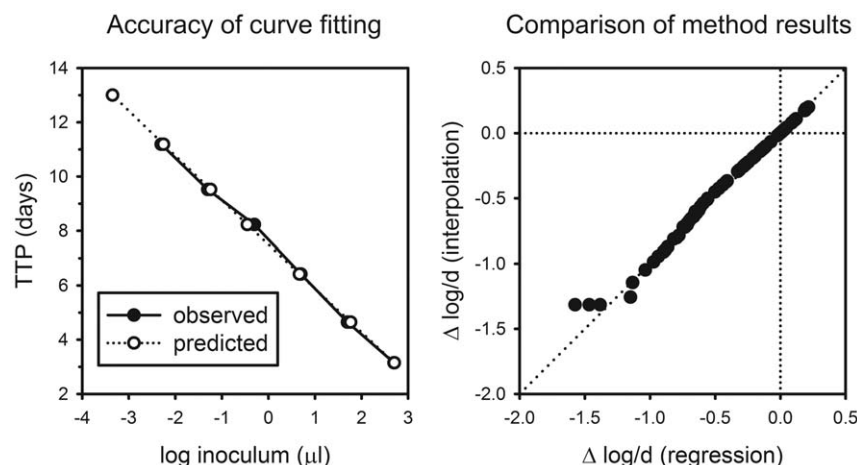 Accuracy of curve fitting
14
12
10
8
6
4
2
-4 -3 -2 -1 0 1 2 3
TTP (days)
log inoculum (μl)
observed
predicted
Comparison of method results
0.5
0.0
-0.5
-1.0
-1.5
-2.0
-2.0 -1.5 -1.0 -0.5 0.0 0.5
Δ log/d (interpolation)
Δ log/d (regression)